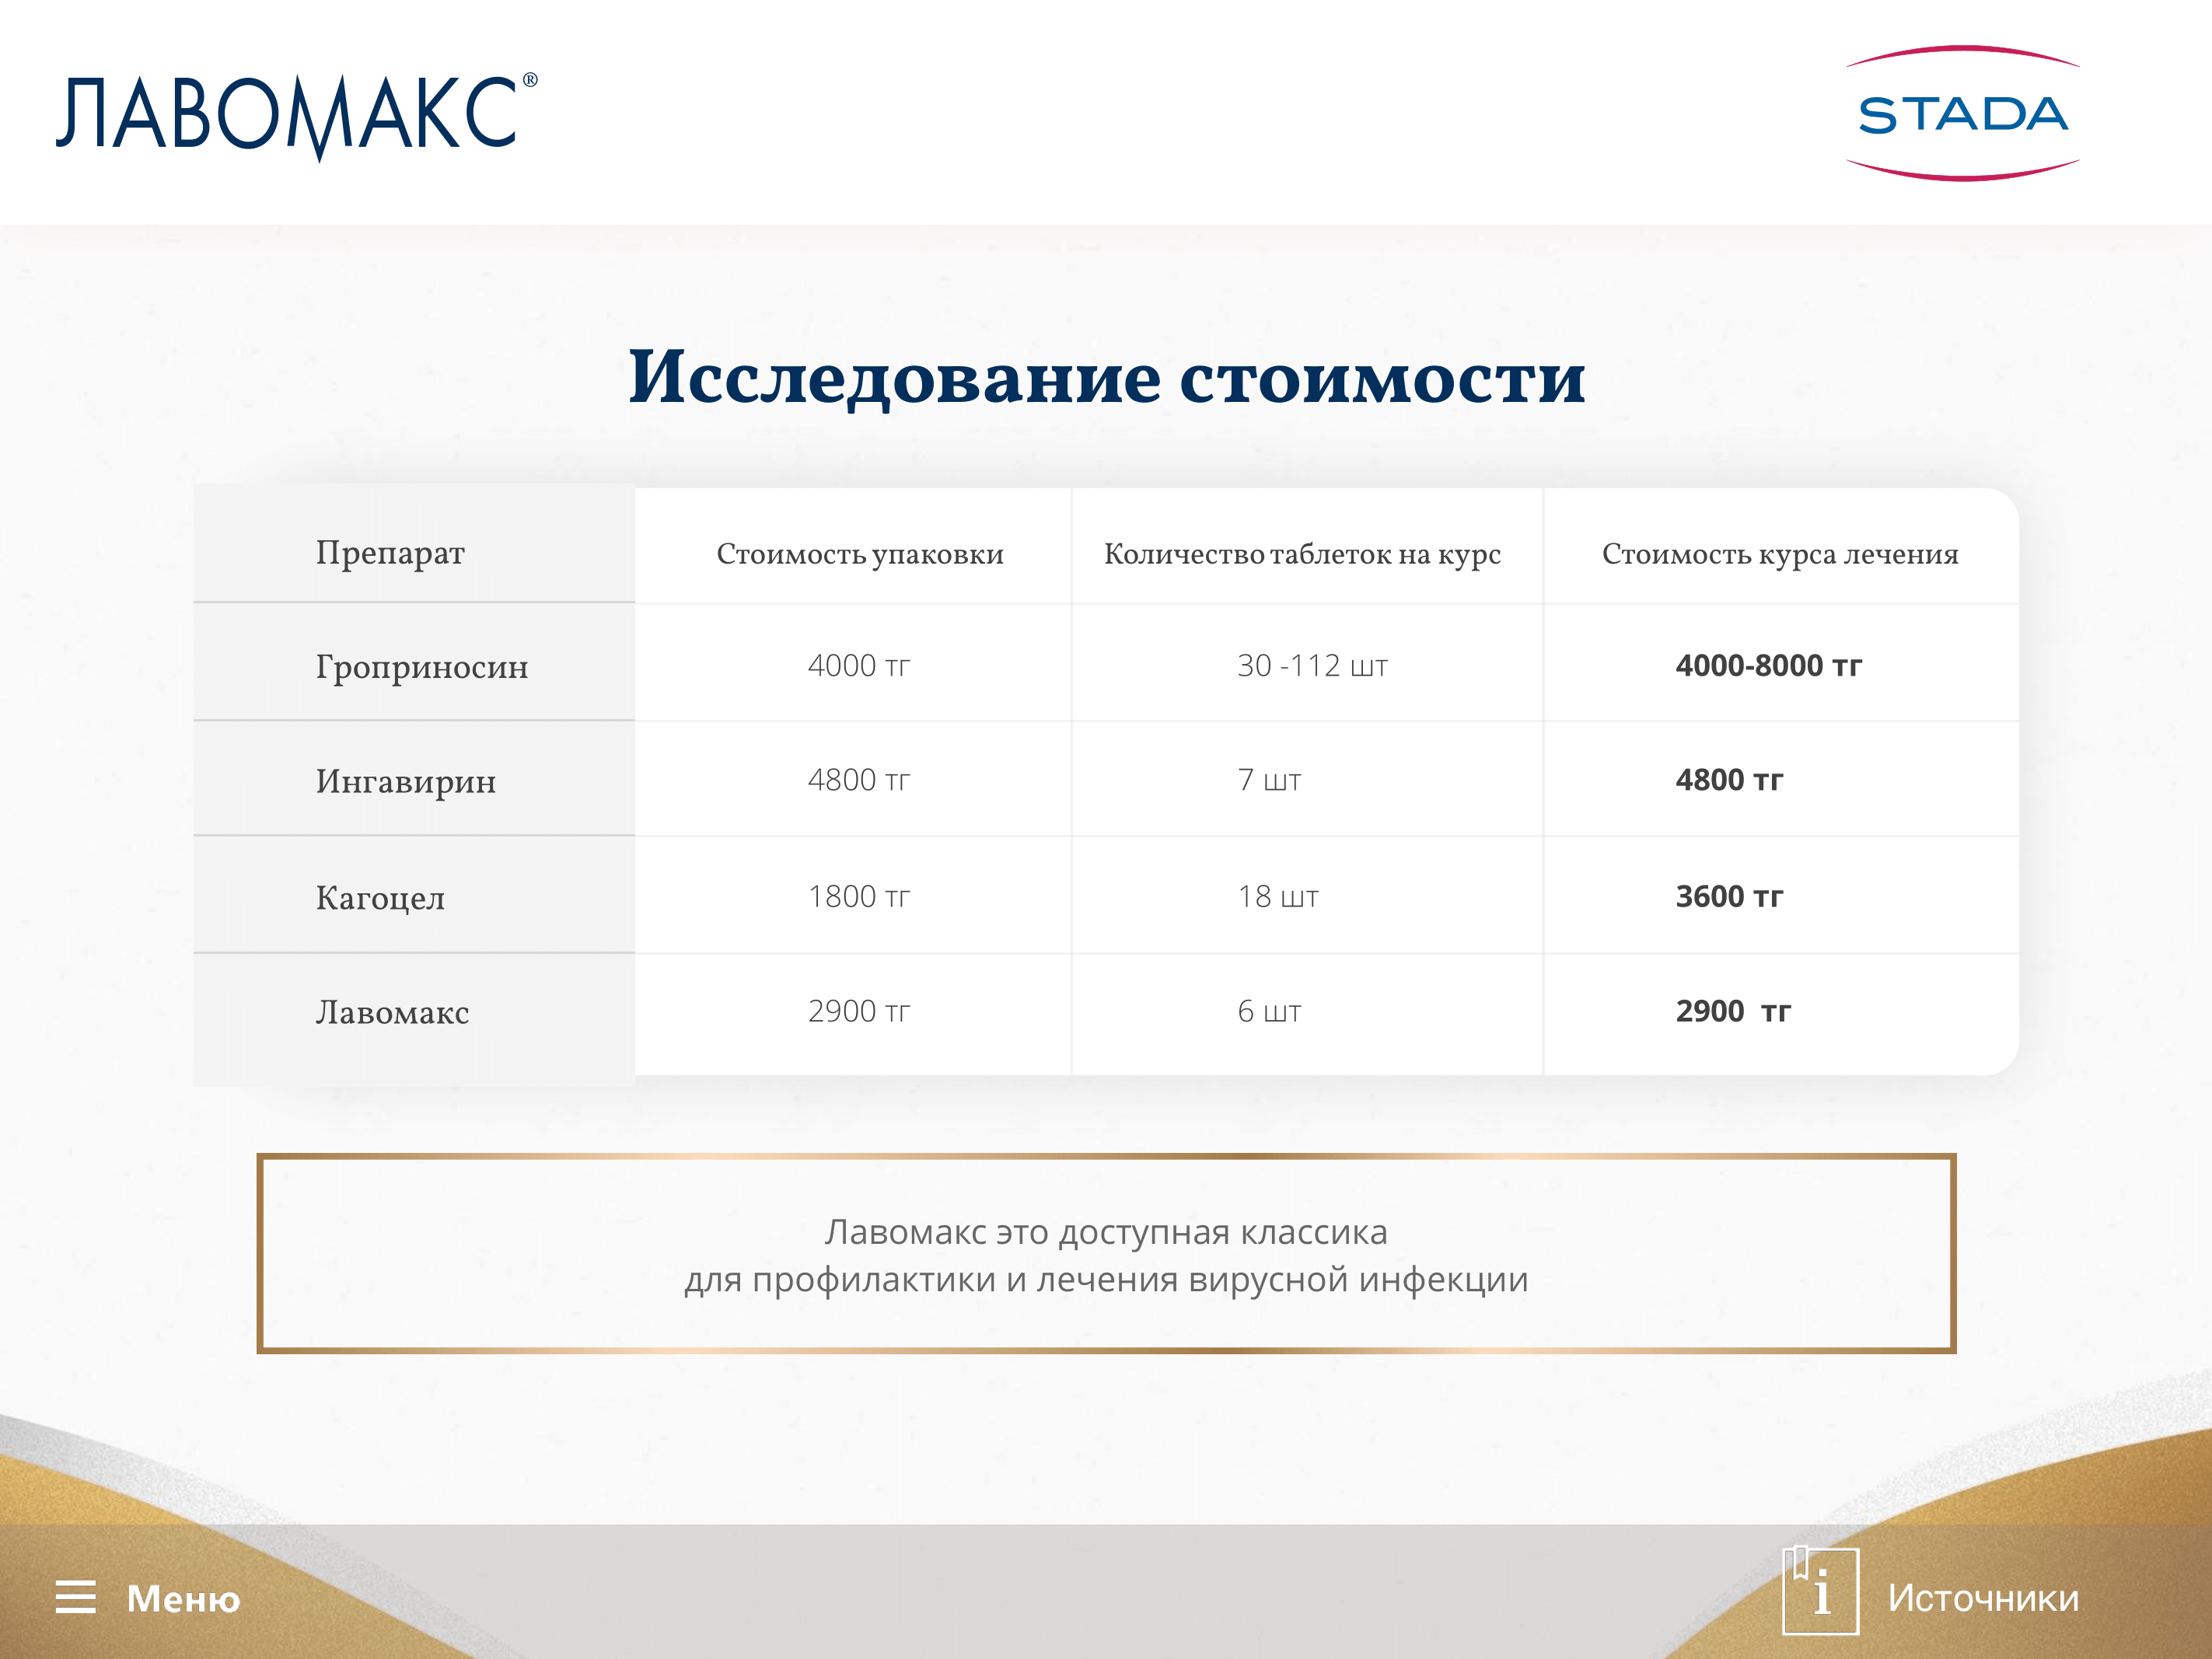 ЛАВОМАКС®
STADA
Исследование стоимости
Препарат Стоимость упаковки Количество таблеток на курс Стоимость курса лечения
Гроприносин 4000 тг 30 -112 шт 4000-8000 тг
Ингавирин 4800 тг 7 шт 4800 тг
Кагоцел 1800 тг 18 шт 3600 тг
Лавомакс 2900 тг 6 шт 2900 тг
Лавомакс это доступная классика
для профилактики и лечения вирусной инфекции
Меню
i Источники